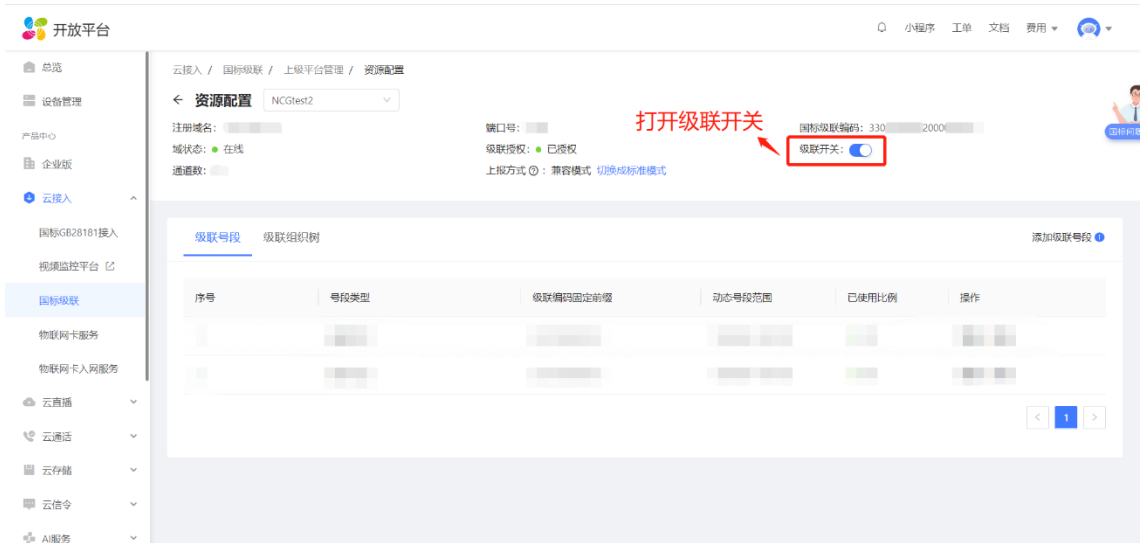 开放平台
小程序 工单 文档 费用
总览
设备管理
产品中心
企业版
云接入
国标GB28181接入
视频监控平台
国标级联
物联网卡服务
物联网卡入网服务
云直播
云通话
云存储
云信令
AI服务
云接入 / 国标级联 / 上级平台管理 / 资源配置
资源配置 NCGtest2
注册域名： 端口号： 国标级联编码：330 2000
打开级联开关
域状态： 在线 级联授权： 已授权 级联开关：
通道数： 上报方式 ： 兼容模式 切换成标准模式
级联号段 级联组织树 添加级联号段
序号 号段类型 级联编码固定前缀 动态号段范围 已使用比例 操作
< 1 >